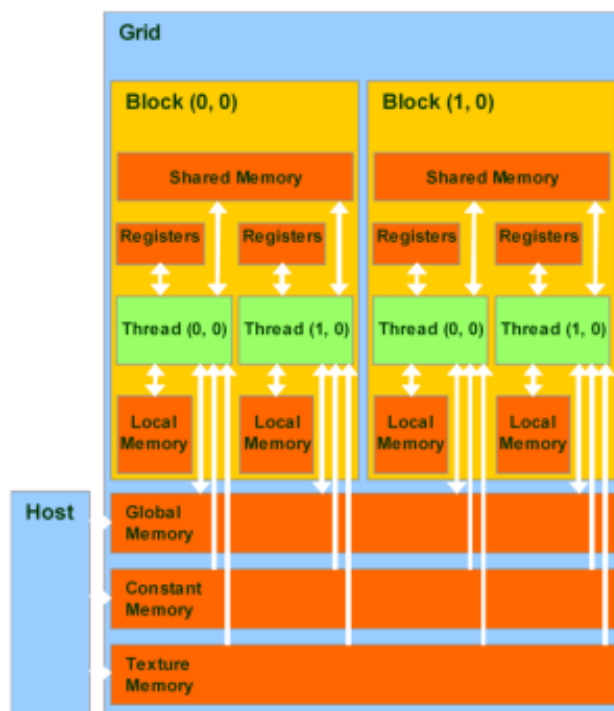 Grid
Block (0, 0)
Block (1, 0)
Shared Memory
Shared Memory
Registers
Registers
Registers
Registers
Thread (0, 0)
Thread (1, 0)
Thread (0, 0)
Thread (1, 0)
Local
Memory
Local
Memory
Local
Memory
Local
Memory
Host
Global
Memory
Constant
Memory
Texture
Memory